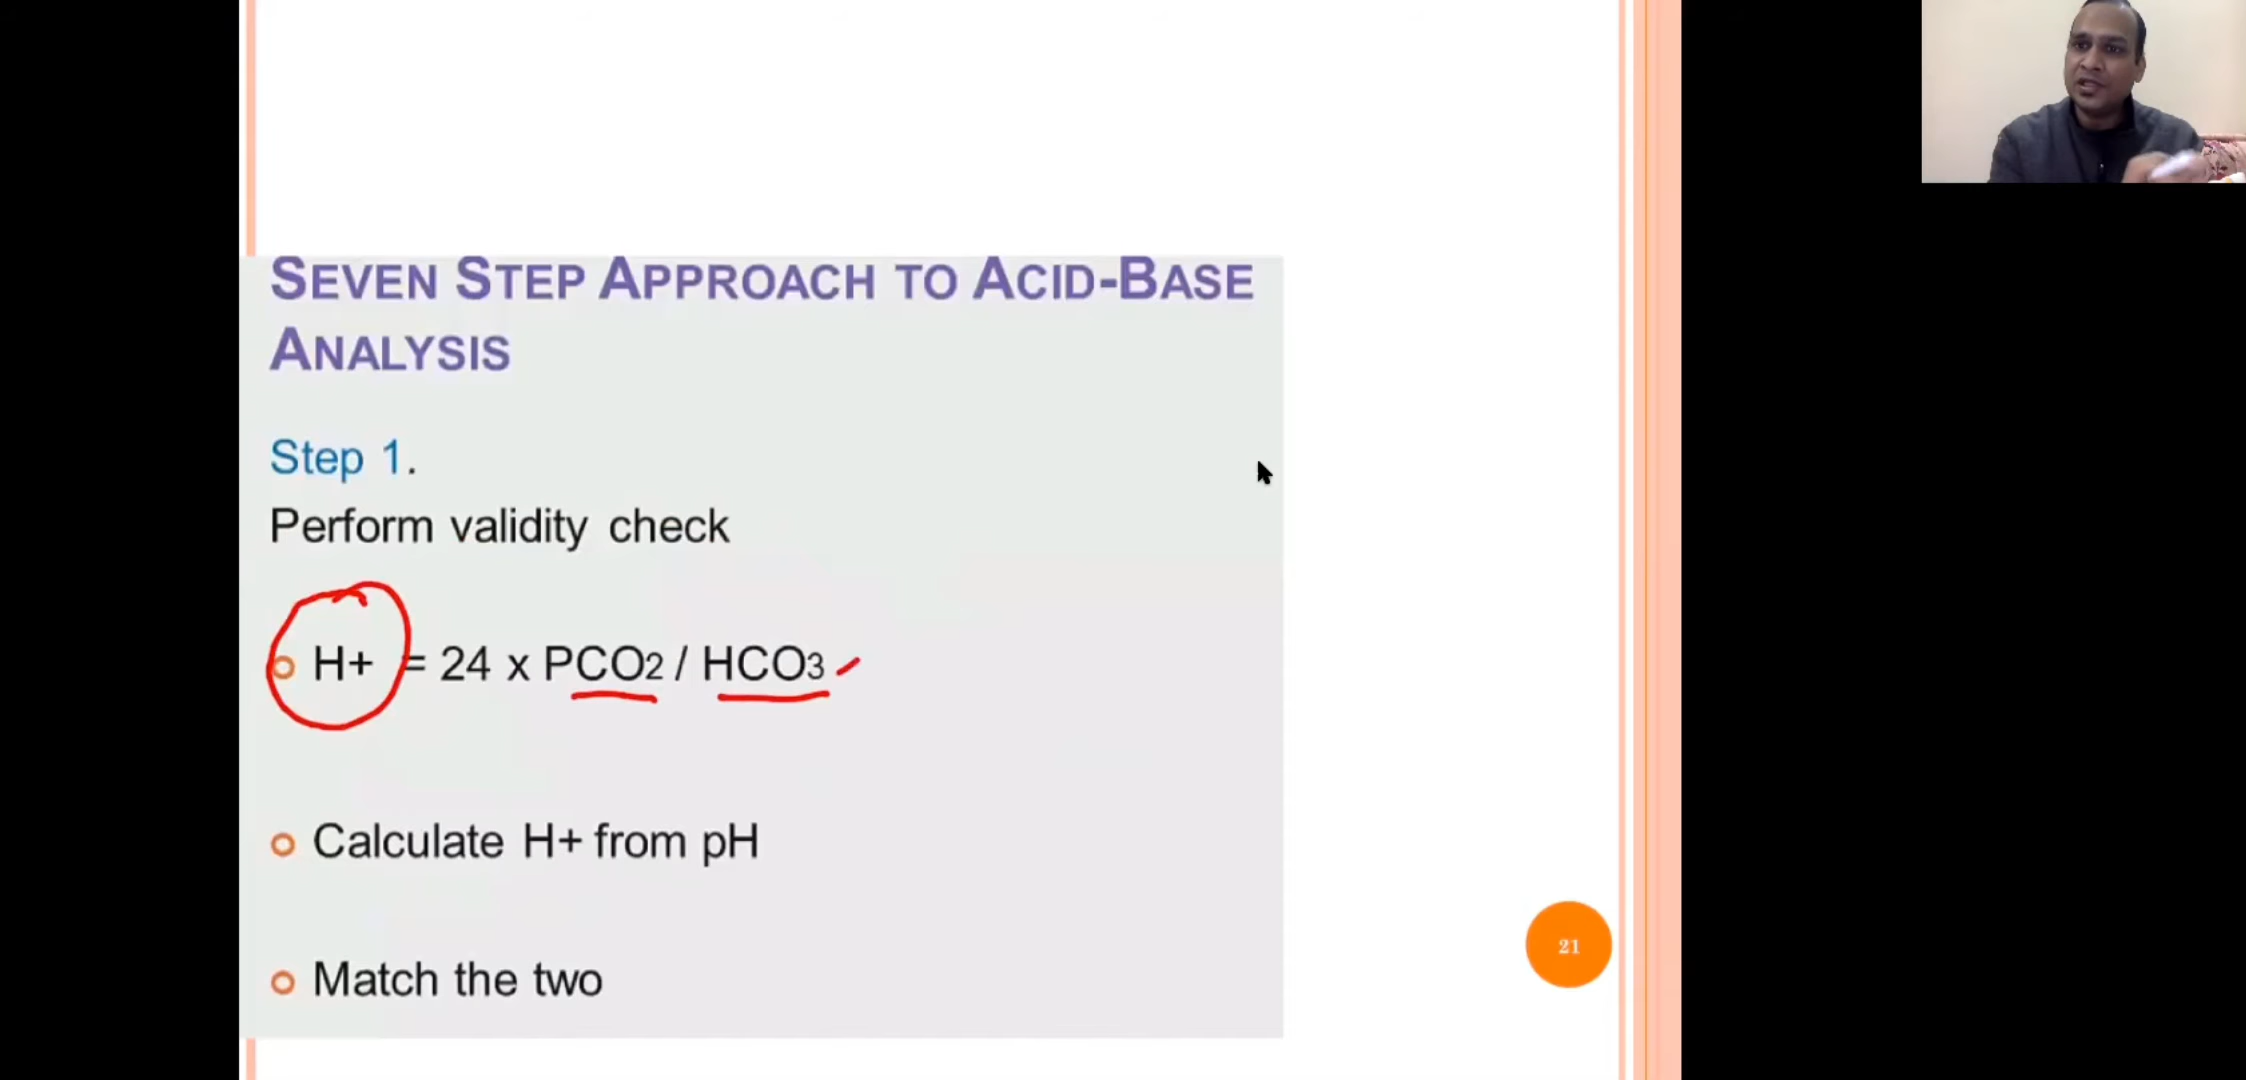 SEVEN STEP APPROACH TO ACID-BASE
ANALYSIS
Step 1.
Perform validity check
H+ = 24 x PCO2 / HCO3
Calculate H+ from pH
Match the two
21